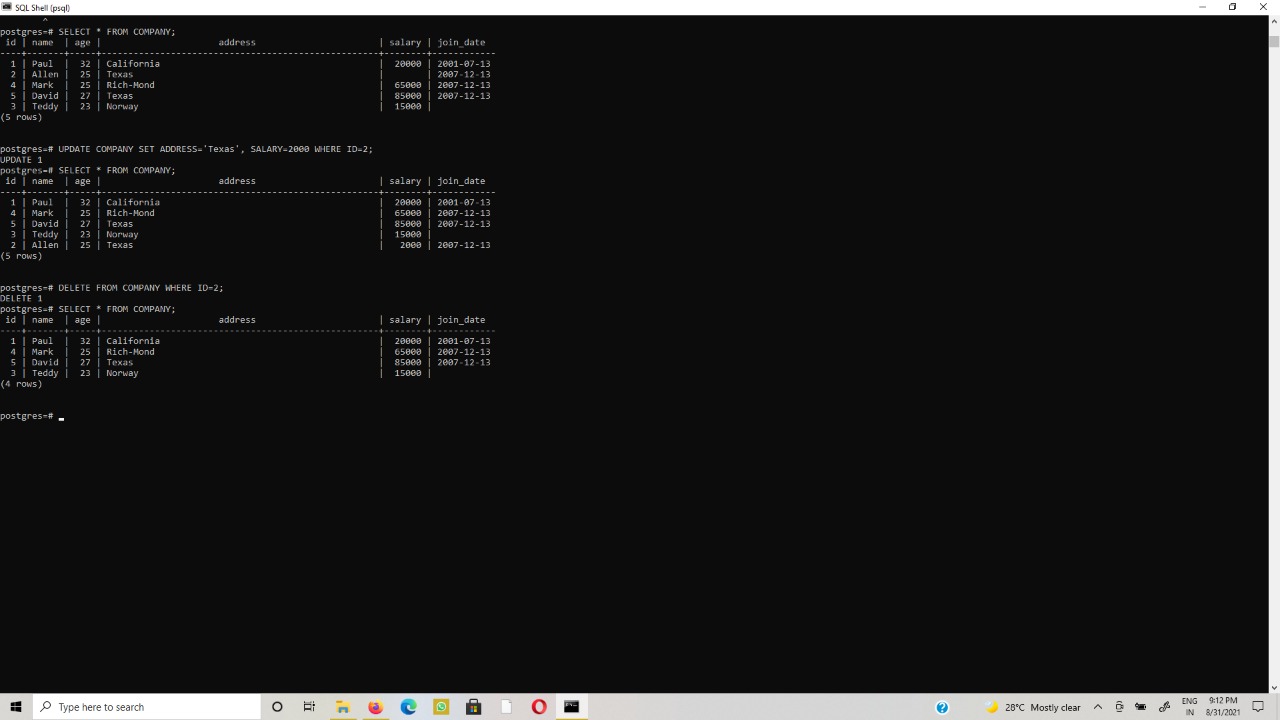 SQL Shell (psql)
^
postgres=# SELECT * FROM COMPANY;
 id | name  | age |                      address                       | salary | join_date
----+-------+-----+----------------------------------------------------+--------+------------
  1 | Paul  |  32 | California                                         |  20000 | 2001-07-13
  2 | Allen |  25 | Texas                                              |        | 2007-12-13
  4 | Mark  |  25 | Rich-Mond                                          |  65000 | 2007-12-13
  5 | David |  27 | Texas                                              |  85000 | 2007-12-13
  3 | Teddy |  23 | Norway                                             |  15000 |
(5 rows)
postgres=# UPDATE COMPANY SET ADDRESS='Texas', SALARY=2000 WHERE ID=2;
UPDATE 1
postgres=# SELECT * FROM COMPANY;
 id | name  | age |                      address                       | salary | join_date
----+-------+-----+----------------------------------------------------+--------+------------
  1 | Paul  |  32 | California                                         |  20000 | 2001-07-13
  4 | Mark  |  25 | Rich-Mond                                          |  65000 | 2007-12-13
  5 | David |  27 | Texas                                              |  85000 | 2007-12-13
  3 | Teddy |  23 | Norway                                             |  15000 |
  2 | Allen |  25 | Texas                                              |   2000 | 2007-12-13
(5 rows)
postgres=# DELETE FROM COMPANY WHERE ID=2;
DELETE 1
postgres=# SELECT * FROM COMPANY;
 id | name  | age |                      address                       | salary | join_date
----+-------+-----+----------------------------------------------------+--------+------------
  1 | Paul  |  32 | California                                         |  20000 | 2001-07-13
  4 | Mark  |  25 | Rich-Mond                                          |  65000 | 2007-12-13
  5 | David |  27 | Texas                                              |  85000 | 2007-12-13
  3 | Teddy |  23 | Norway                                             |  15000 |
(4 rows)
postgres=#
Type here to search
28°C Mostly clear
ENG
IN
9:12 PM
8/31/2021